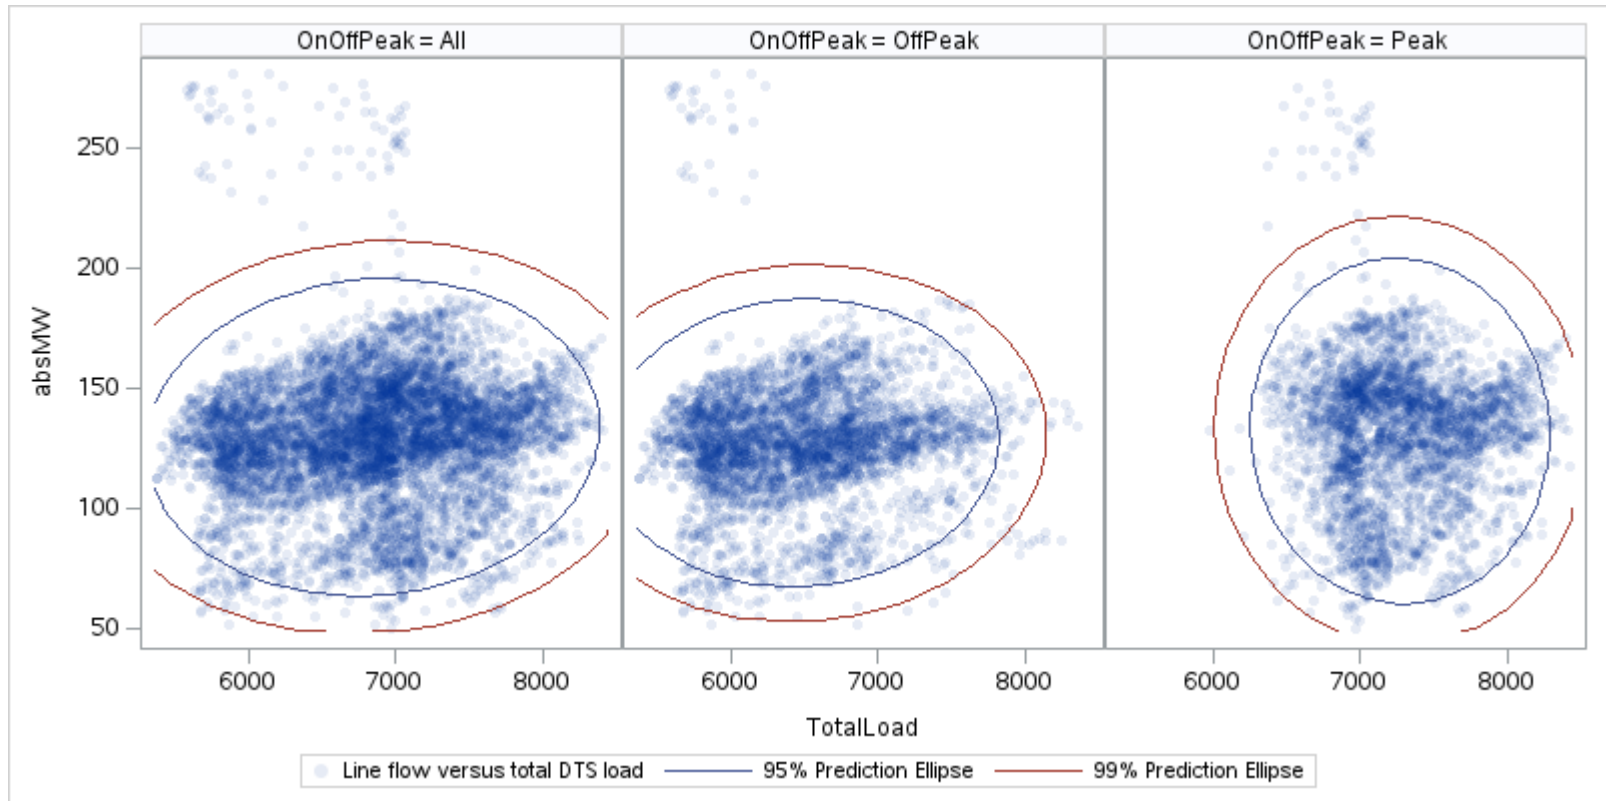 OnOffPeak = All
OnOffPeak = OffPeak
OnOffPeak = Peak
absMW
250
200
150
100
50
6000 7000 8000
6000 7000 8000
6000 7000 8000
TotalLoad
Line flow versus total DTS load
95% Prediction Ellipse
99% Prediction Ellipse